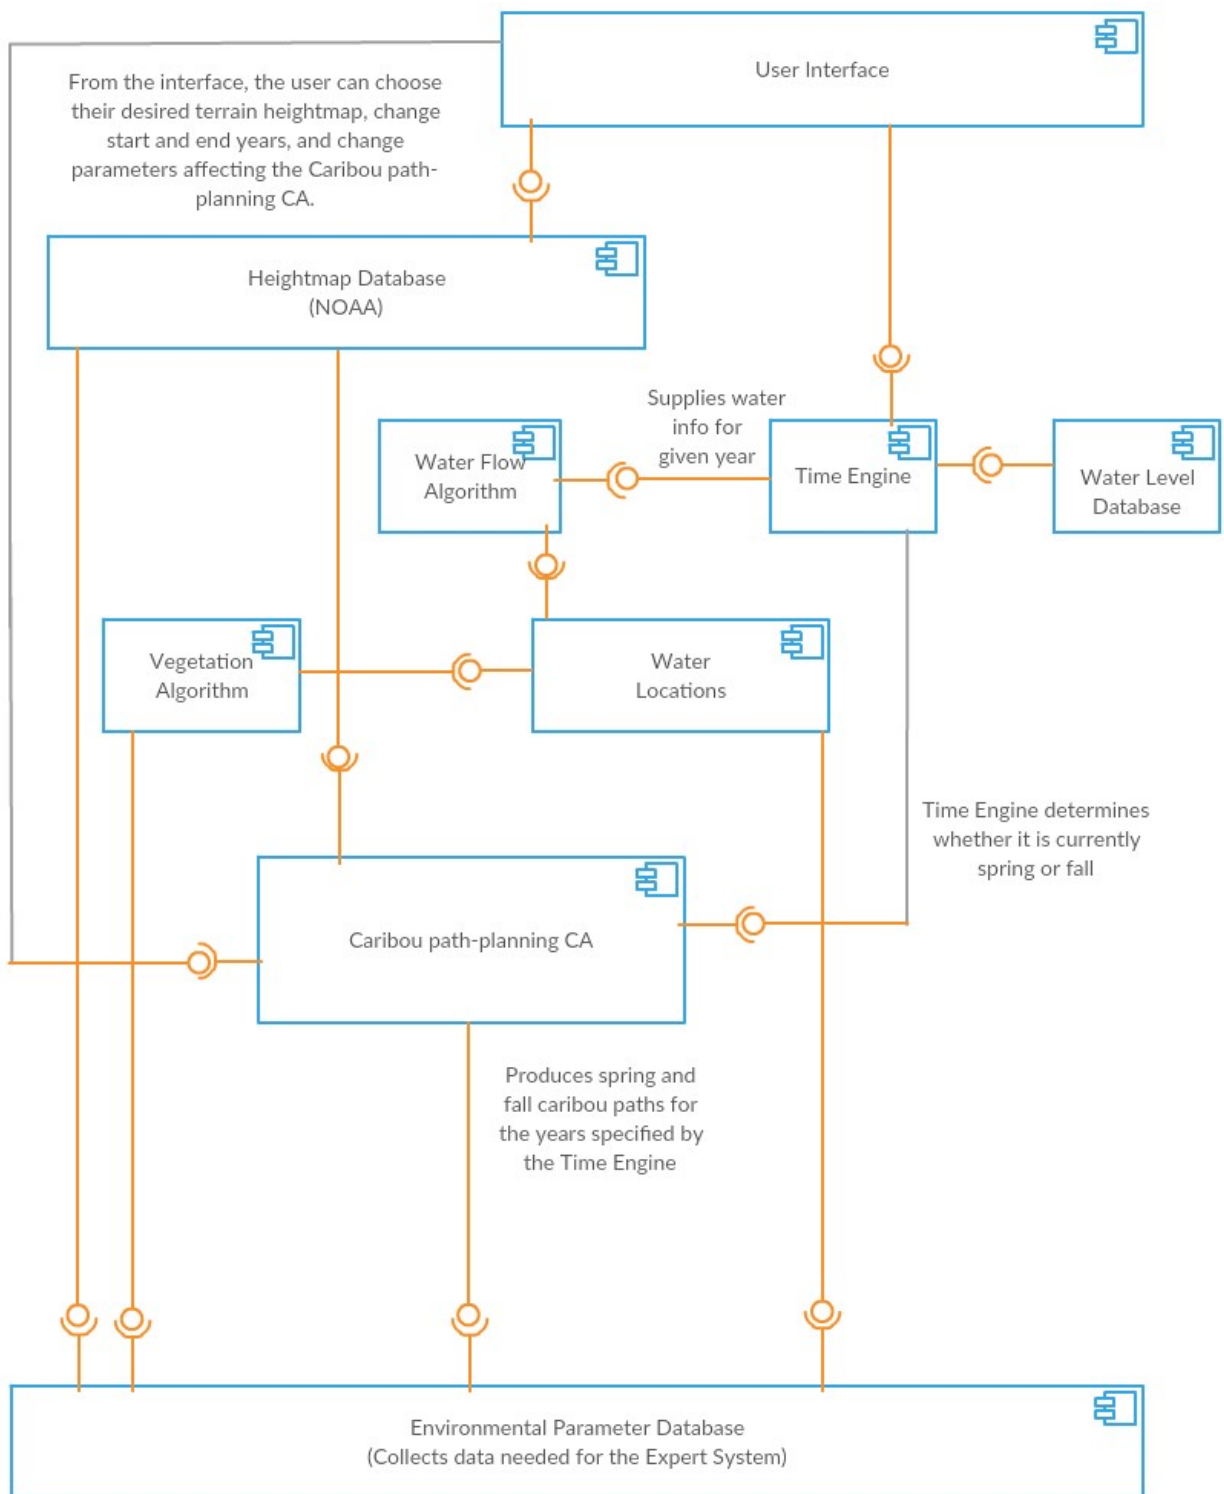 User Interface
From the interface, the user can choose
their desired terrain heightmap, change
start and end years, and change
parameters affecting the Caribou path-
planning CA.
Heightmap Database
(NOAA)
Supplies water
info for
given year
Water Flow
Algorithm
Time Engine
Water Level
Database
Vegetation
Algorithm
Water
Locations
Time Engine determines
whether it is currently
spring or fall
Caribou path-planning CA
Produces spring and
fall caribou paths for
the years specified by
the Time Engine
Environmental Parameter Database
(Collects data needed for the Expert System)